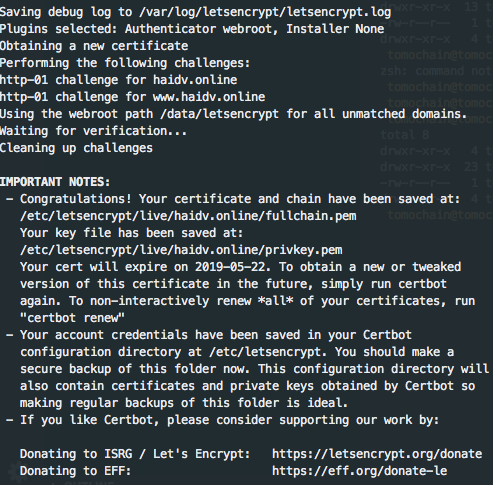 Saving debug log to /var/log/letsencrypt/letsencrypt.log
Plugins selected: Authenticator webroot, Installer None
Obtaining a new certificate
Performing the following challenges:
http-01 challenge for haidv.online
http-01 challenge for www.haidv.online
Using the webroot path /data/letsencrypt for all unmatched domains.
Waiting for verification...
Cleaning up challenges
IMPORTANT NOTES:
- Congratulations! Your certificate and chain have been saved at:
/etc/letsencrypt/live/haidv.online/fullchain.pem
Your key file has been saved at:
/etc/letsencrypt/live/haidv.online/privkey.pem
Your cert will expire on 2019-05-22. To obtain a new or tweaked
version of this certificate in the future, simply run certbot
again. To non-interactively renew *all* of your certificates, run
"certbot renew"
- Your account credentials have been saved in your Certbot
configuration directory at /etc/letsencrypt. You should make a
secure backup of this folder now. This configuration directory will
also contain certificates and private keys obtained by Certbot so
making regular backups of this folder is ideal.
- If you like Certbot, please consider supporting our work by:
Donating to ISRG / Let's Encrypt: https://letsencrypt.org/donate
Donating to EFF: https://eff.org/donate-le